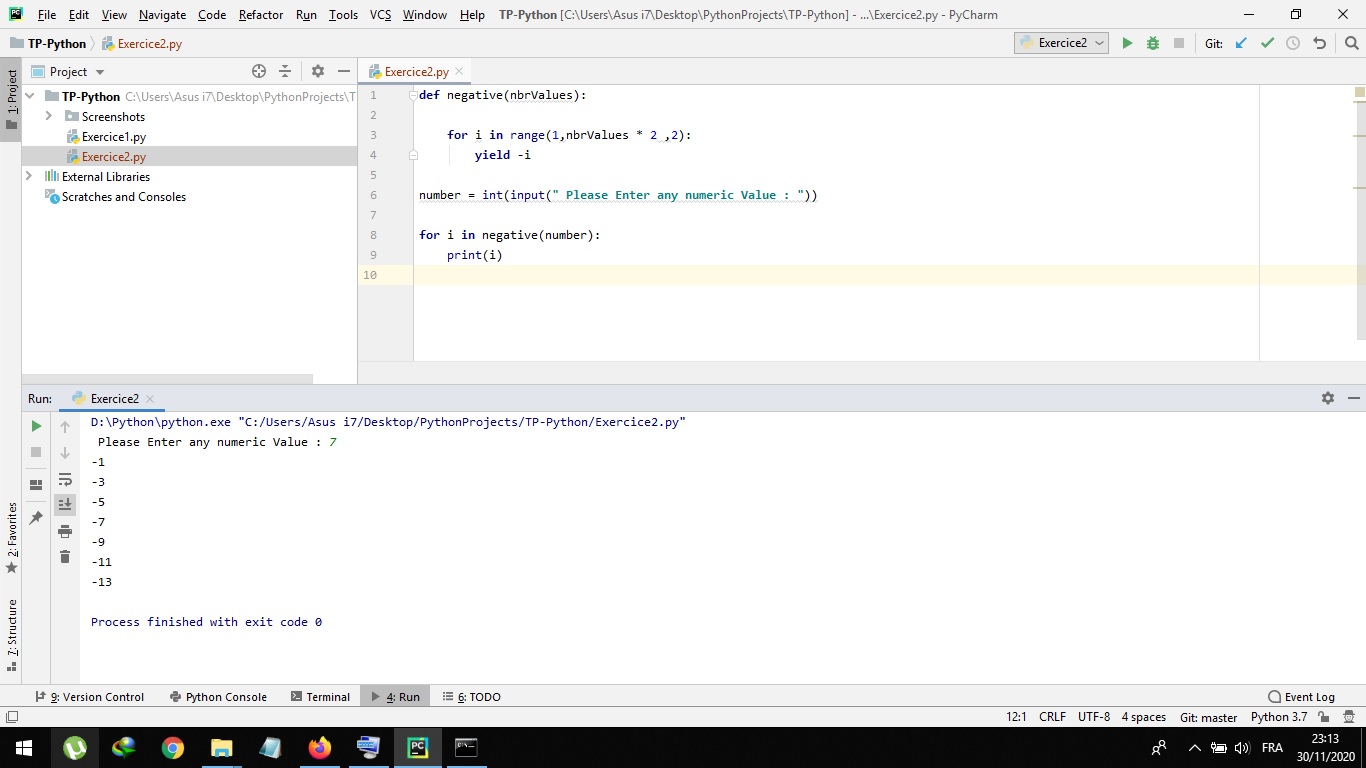 File Edit View Navigate Code Refactor Run Tools VCS Window Help TP-Python [C:\Users\Asus i7\Desktop\PythonProjects\TP-Python] - ...\Exercice2.py - PyCharm
TP-Python Exercice2.py Exercice2 Git:
1: Project
Project
TP-Python C:\Users\Asus i7\Desktop\PythonProjects\T
Screenshots
Exercice1.py
Exercice2.py
External Libraries
Scratches and Consoles
Exercice2.py
1 def negative(nbrValues):
2
3 for i in range(1,nbrValues * 2 ,2):
4 yield -i
5
6 number = int(input(" Please Enter any numeric Value : "))
7
8 for i in negative(number):
9 print(i)
10
Run: Exercice2
D:\Python\python.exe "C:/Users/Asus i7/Desktop/PythonProjects/TP-Python/Exercice2.py"
Please Enter any numeric Value : 7
-1
-3
-5
-7
-9
-11
-13
Process finished with exit code 0
2: Favorites
7: Structure
9: Version Control Python Console Terminal 4: Run 6: TODO Event Log
12:1 CRLF UTF-8 4 spaces Git: master Python 3.7
PC FRA 23:13
30/11/2020